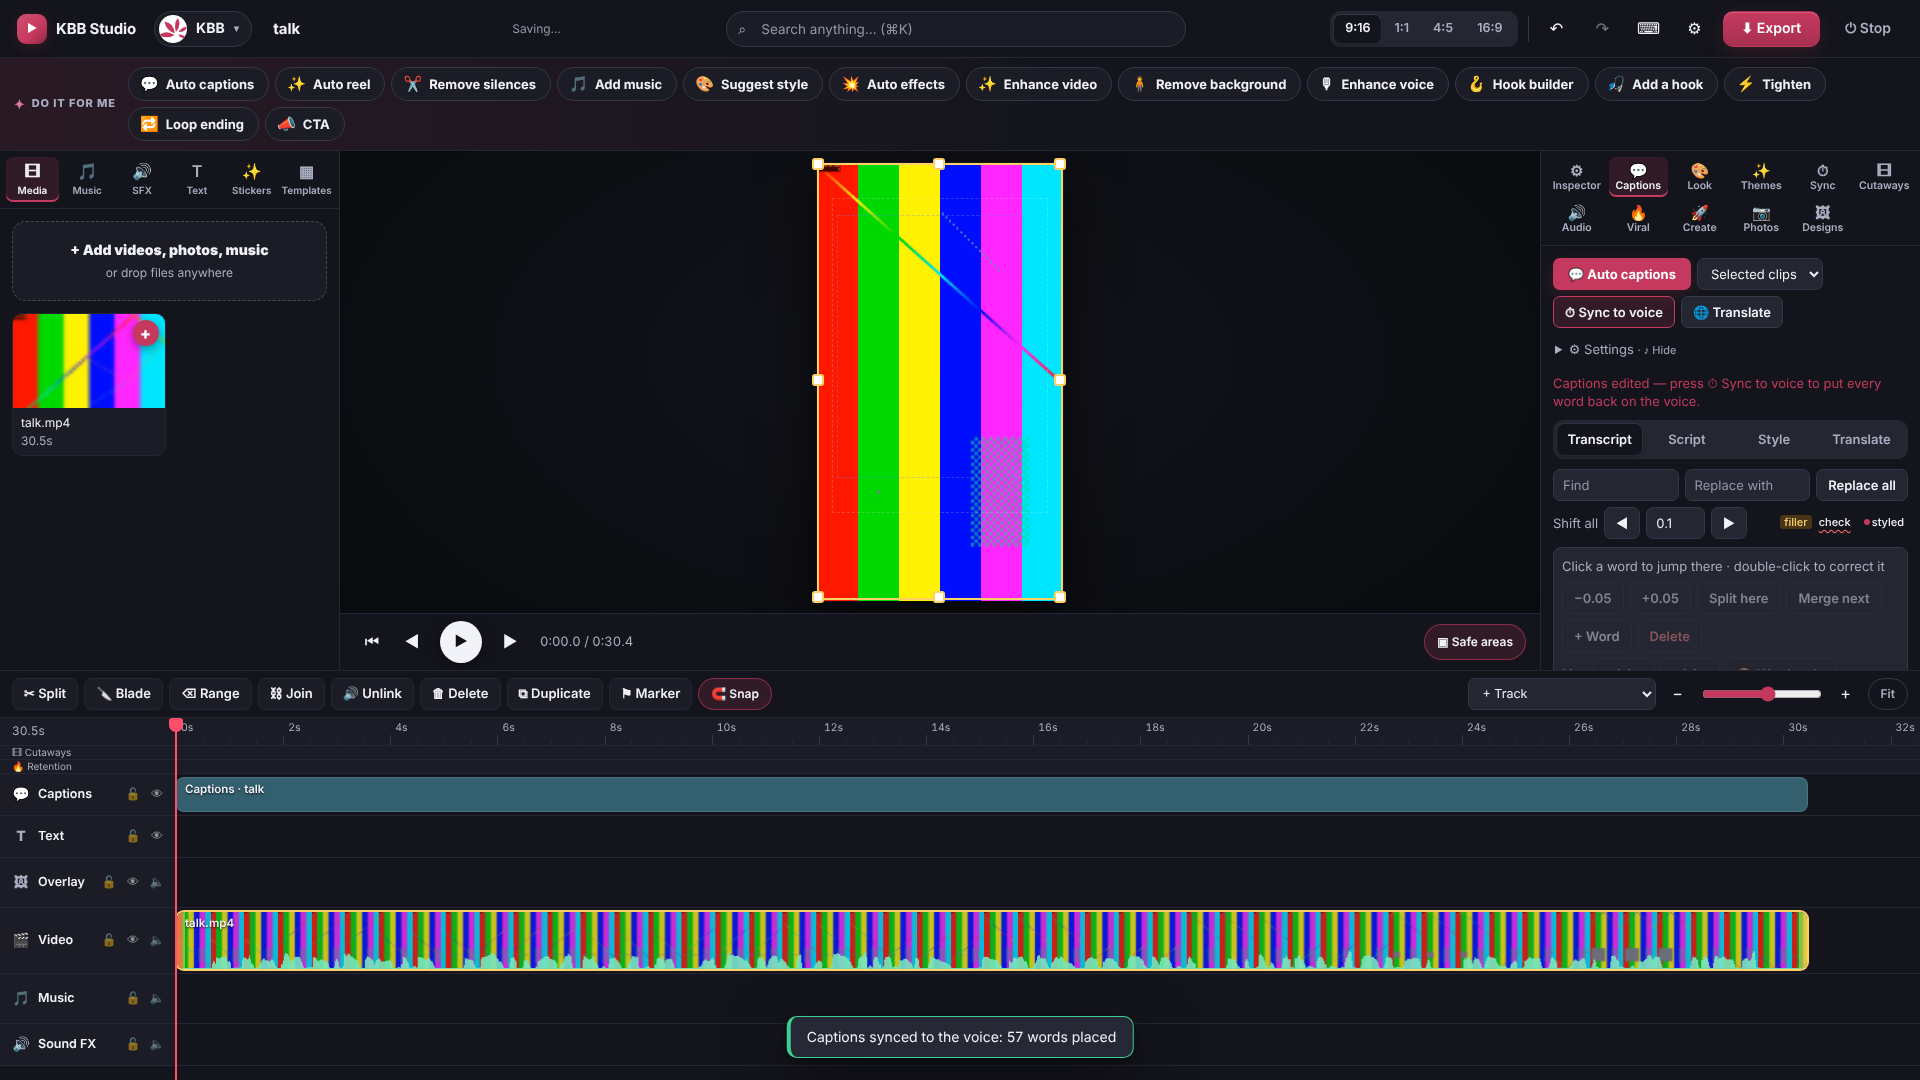 KBB Studio
KBB
talk
Saving...
Search anything... (⌘K)
9:16 1:1 4:5 16:9
Export
Stop
DO IT FOR ME
Auto captions
Auto reel
Remove silences
Add music
Suggest style
Auto effects
Enhance video
Remove background
Enhance voice
Hook builder
Add a hook
Tighten
Loop ending
CTA
Media
Music
SFX
Text
Stickers
Templates
+ Add videos, photos, music
or drop files anywhere
talk.mp4
30.5s
0:00.0 / 0:30.4
Safe areas
Inspector
Captions
Look
Themes
Sync
Cutaways
Audio
Viral
Create
Photos
Designs
Auto captions
Selected clips
Sync to voice
Translate
Settings · ♪ Hide
Captions edited — press ⏱ Sync to voice to put every
word back on the voice.
Transcript
Script
Style
Translate
Find
Replace with
Replace all
Shift all
0.1
filler
check
styled
Click a word to jump there · double-click to correct it
−0.05
+0.05
Split here
Merge next
+ Word
Delete
Split
Blade
Range
Join
Unlink
Delete
Duplicate
Marker
Snap
+ Track
−
+
Fit
30.5s
0s 2s 4s 6s 8s 10s 12s 14s 16s 18s 20s 22s 24s 26s 28s 30s 32s
Cutaways
Retention
Captions
Captions · talk
T Text
Overlay
Video
talk.mp4
Music
Sound FX
Captions synced to the voice: 57 words placed